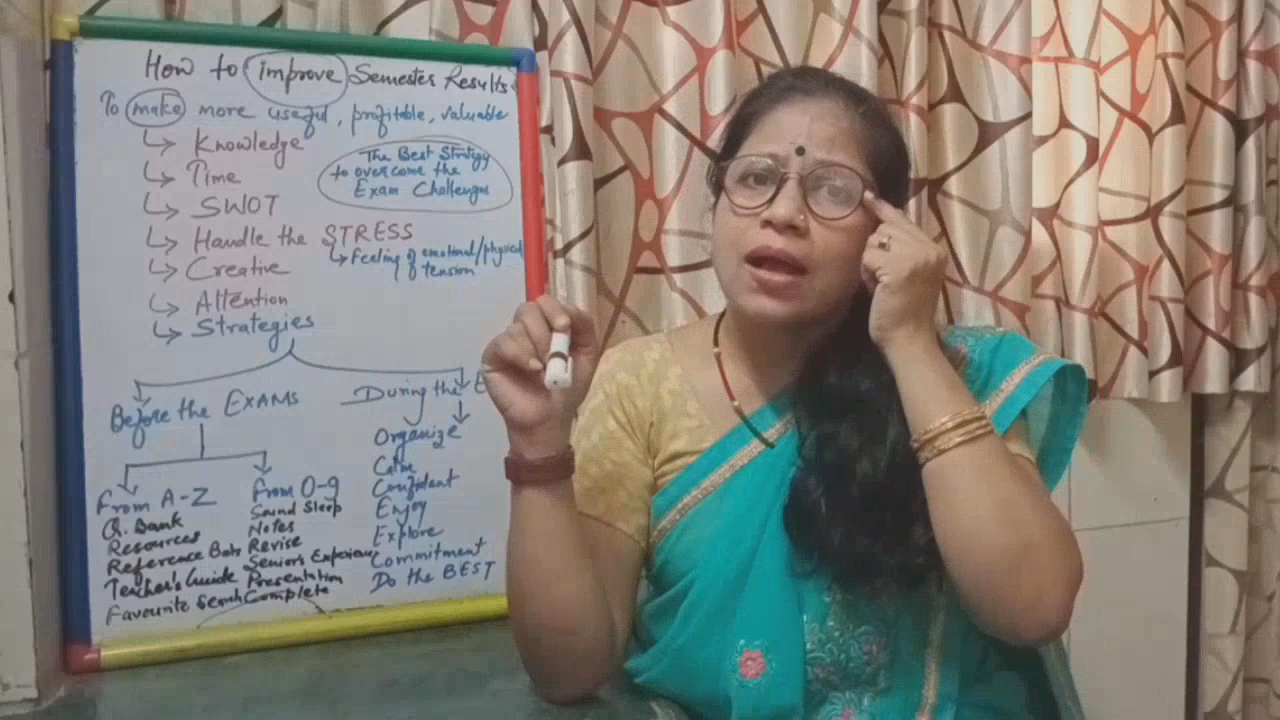 How to improve Semester Results
To make more useful, profitable, valuable
Knowledge
Time
SWOT
Handle the STRESS
Creative
Attention
Strategies
The Best Strategy
to overcome the
Exam Challenges
Feeling of emotional/physical
of tension
Before the EXAMS
From A-Z
Q. Bank
Resources
Reference
Teacher's Guide
Favourite
From 0-9
Sound Sleep
Notes
Revise
Senior's Experience
Presentation
Complete
During the E
Organize
Calm
Confident
Enjoy
Explore
Commitment
Do the BEST